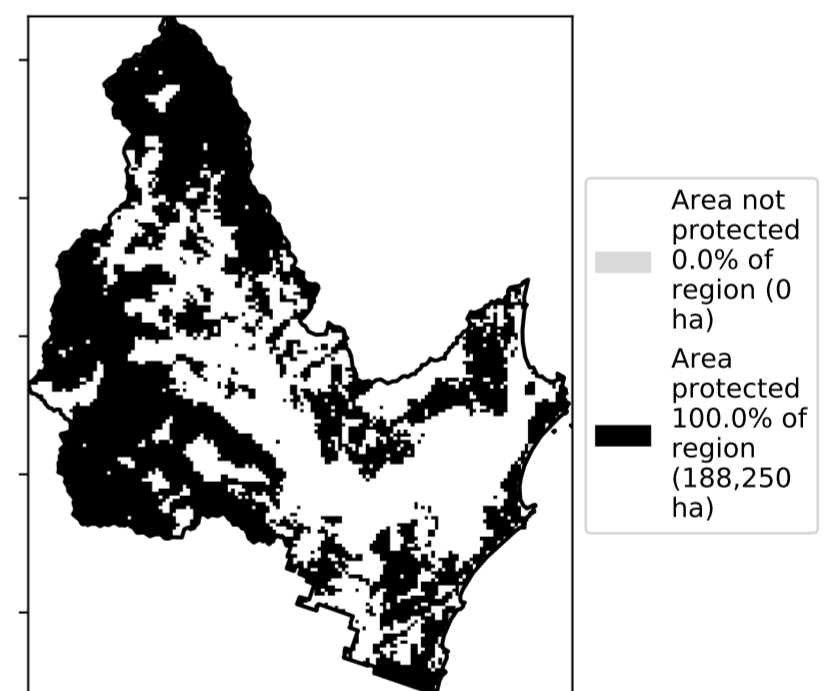 Area not
protected
0.0% of
region (0
ha)
Area
protected
100.0% of
region
(188,250
ha)